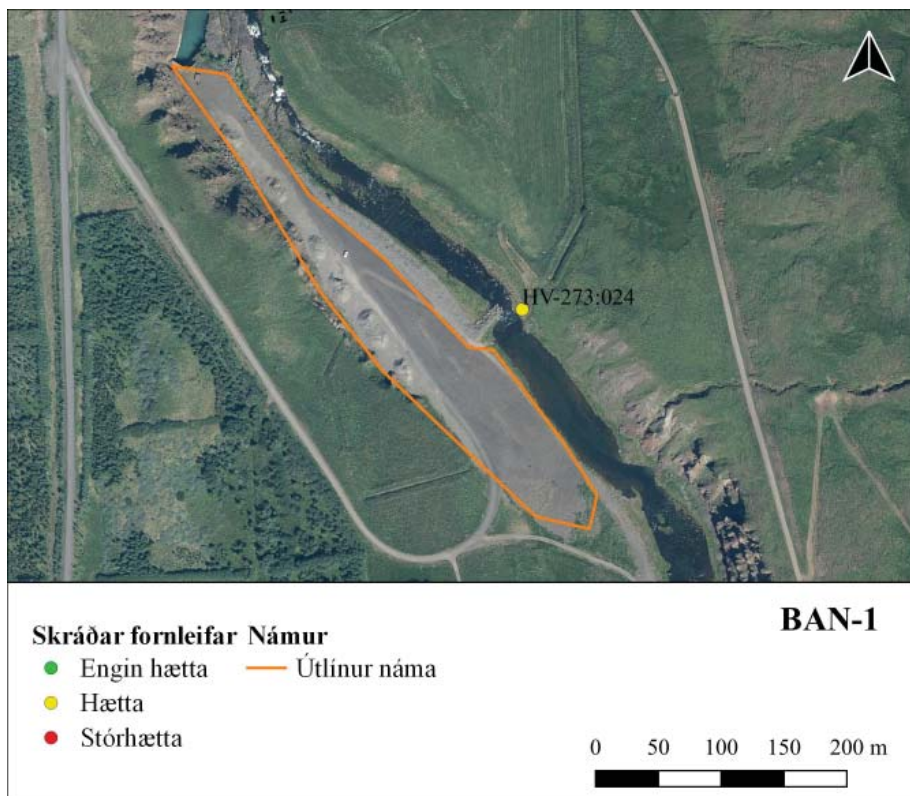 HV-273:024
BAN-1
Skráðar fornleifar Námur
Engin hætta Útlínur náma
Hætta
Stórhætta
0 50 100 150 200 m